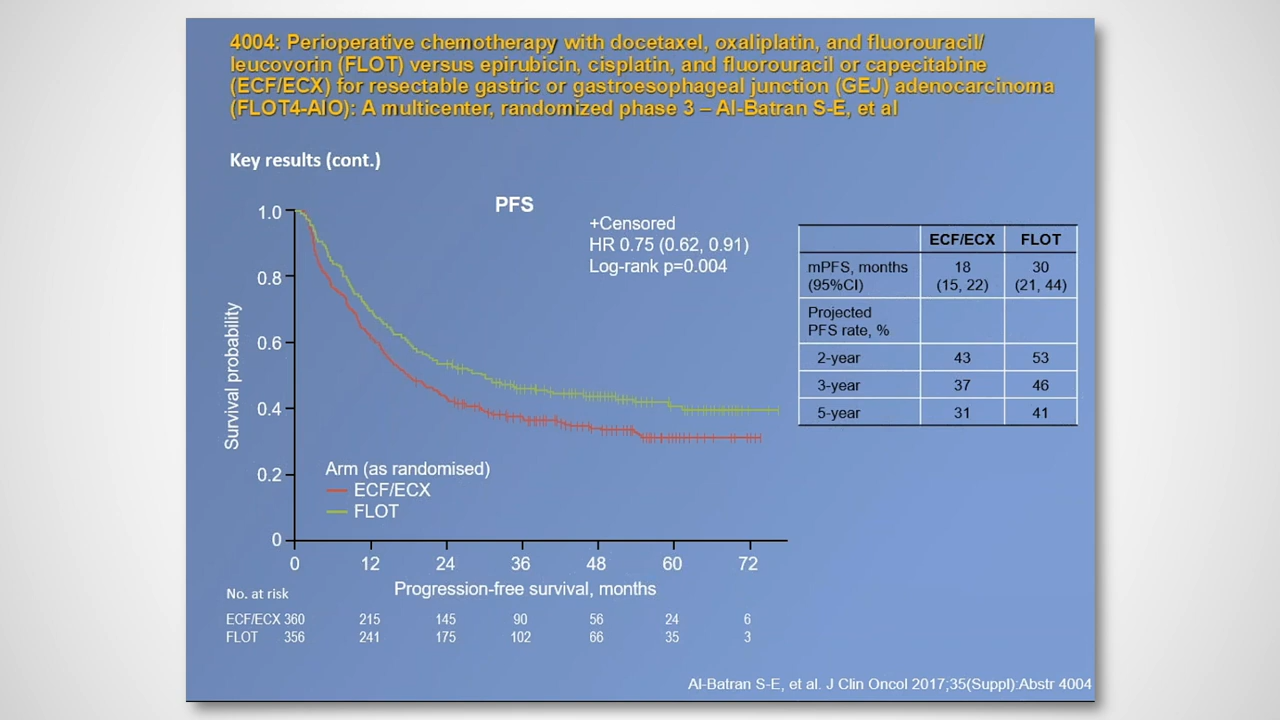 4004: Perioperative chemotherapy with docetaxel, oxaliplatin, and fluorouracil/
leucovorin (FLOT) versus epirubicin, cisplatin, and fluorouracil or capecitabine
(ECF/ECX) for resectable gastric or gastroesophageal junction (GEJ) adenocarcinoma
(FLOT4-AIO): A multicenter, randomized phase 3 – Al-Batran S-E, et al
Key results (cont.)
PFS
+Censored
HR 0.75 (0.62, 0.91)
Log-rank p=0.004
Survival probability
1.0
0.8
0.6
0.4
0.2
0
Arm (as randomised)
ECF/ECX
FLOT
0 12 24 36 48 60 72
Progression-free survival, months
No. at risk
ECF/ECX 360 215 145 90 56 24 6
FLOT 356 241 175 102 66 35 3
ECF/ECX FLOT
mPFS, months 18 30
(95%CI) (15, 22) (21, 44)
Projected
PFS rate, %
2-year 43 53
3-year 37 46
5-year 31 41
Al-Batran S-E, et al. J Clin Oncol 2017;35(Suppl):Abstr 4004